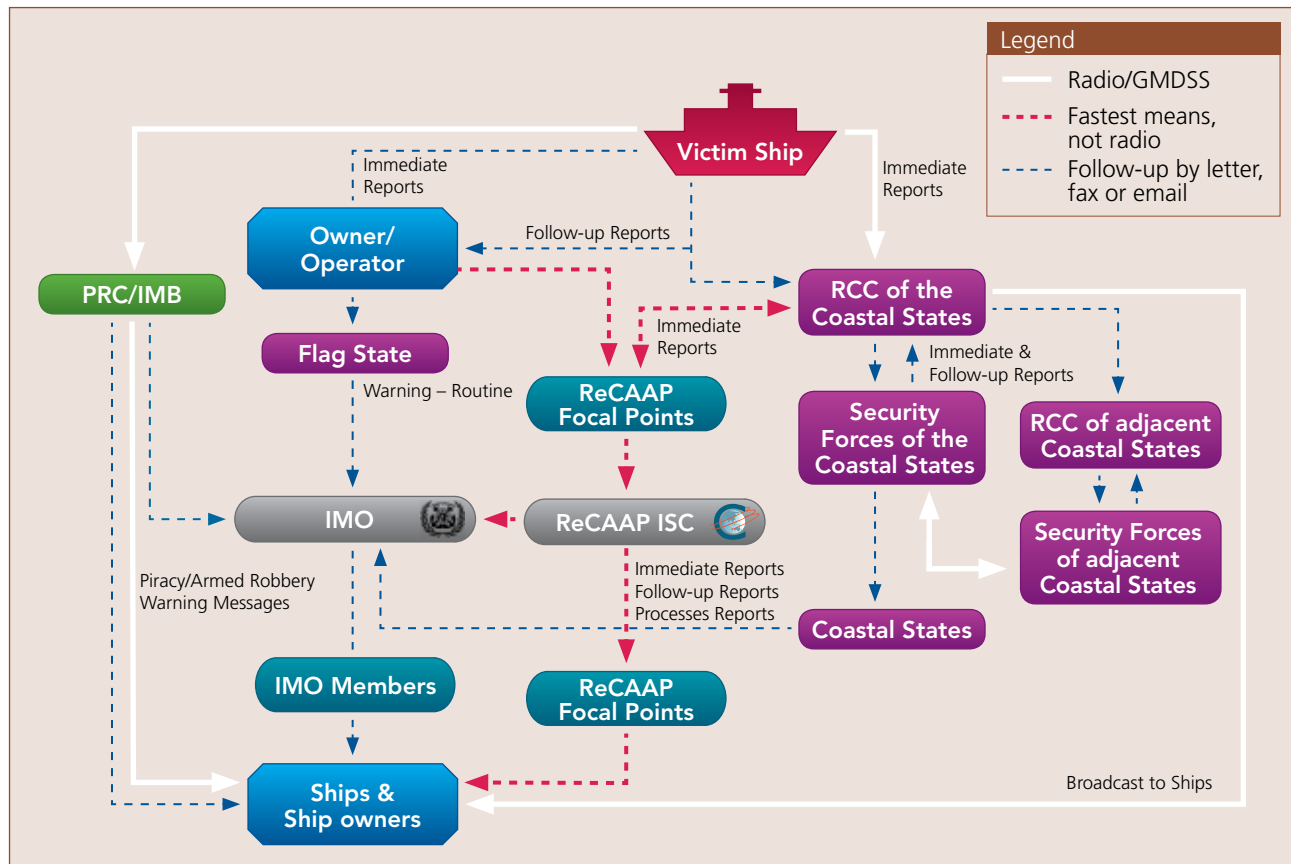 Legend
Radio/GMDSS
Fastest means,
not radio
Follow-up by letter,
fax or email
Victim Ship
Immediate
Reports
Immediate
Reports
Owner/
Operator
Follow-up Reports
PRC/IMB
RCC of the
Coastal States
Flag State
Immediate
Reports
Immediate &
Follow-up Reports
Warning – Routine
ReCAAP
Focal Points
Security
Forces of the
Coastal States
RCC of adjacent
Coastal States
IMO
ReCAAP ISC
Security Forces
of adjacent
Coastal States
Piracy/Armed Robbery
Warning Messages
Immediate Reports
Follow-up Reports
Processes Reports
Coastal States
IMO Members
ReCAAP
Focal Points
Ships &
Ship owners
Broadcast to Ships